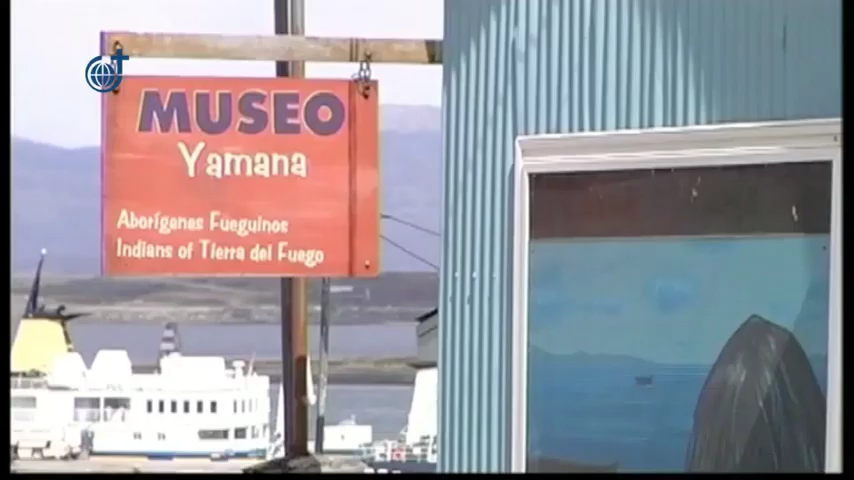 MUSEO
Yamana
Aborígenes Fueguinos
Indians of Tierra del Fuego